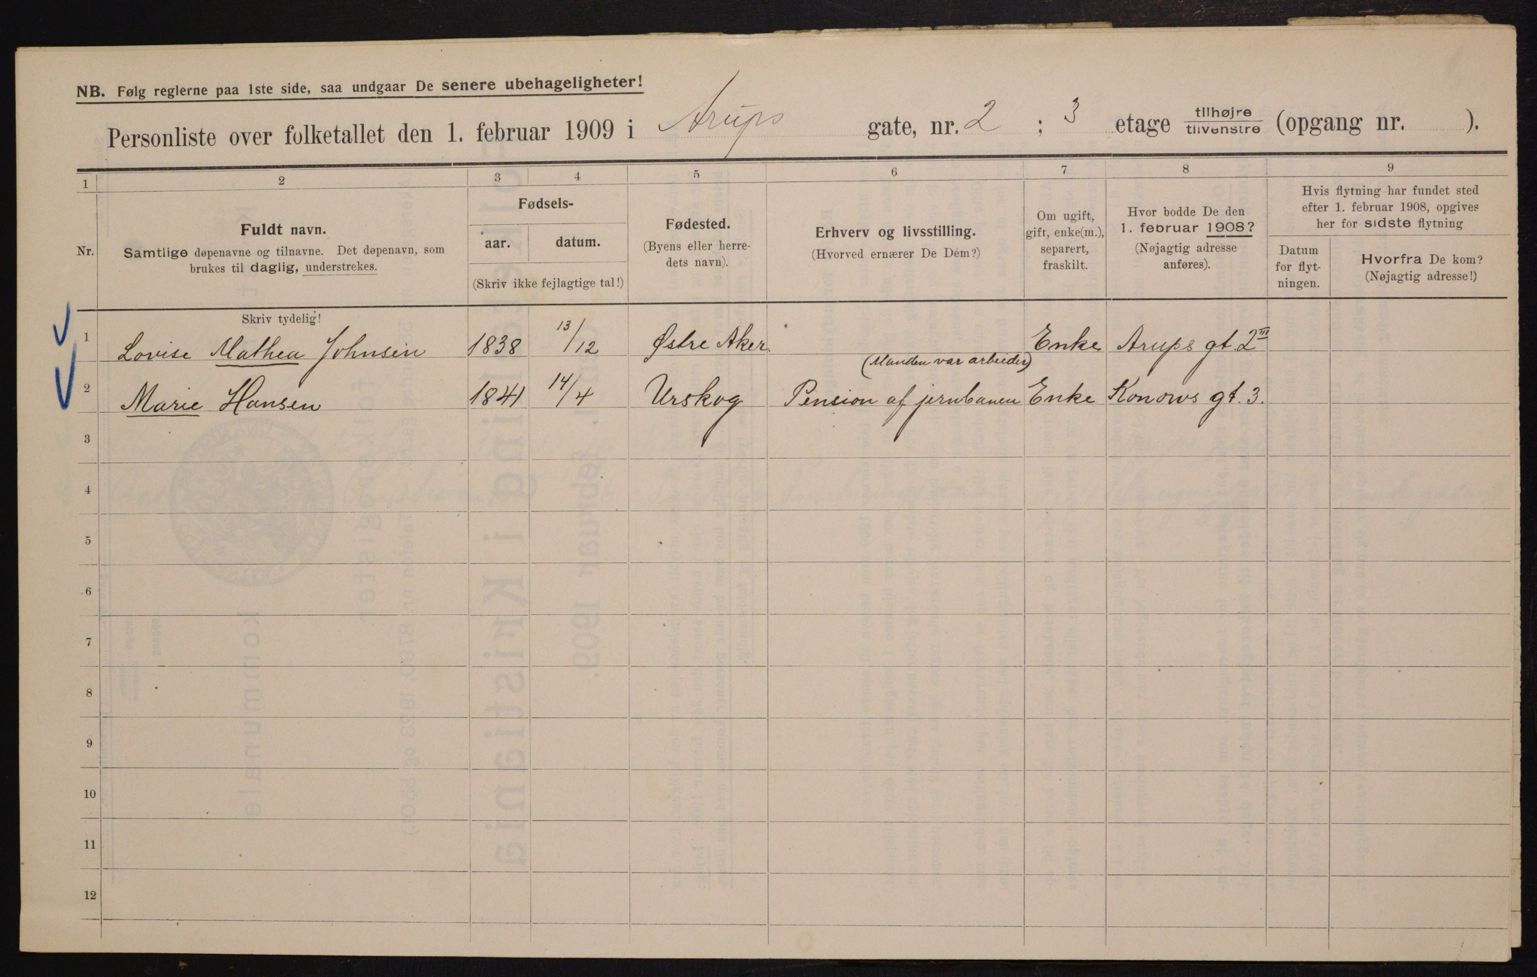 NB. Følg reglerne paa 1ste side, saa undgaar De senere ubehageligheter!
Personliste over folketallet den 1. februar 1909 i Arups gate, nr. 2 ; 3 etage tilhøjre tilvenstre (opgang nr. ).
1 2 3 4 5 6 7 8 9
Nr.
Fuldt navn.
Samtlige døpenavne og tilnavne. Det døpenavn, som
brukes til daglig, understrekes.
Fødsels-
aar. datum.
(Skriv ikke fejlagtige tal!)
Fødested.
(Byens eller herre-
dets navn).
Erhverv og livsstilling.
(Hvorved ernærer De Dem?)
Om ugift,
gift, enke(m.),
separert,
fraskilt.
Hvor bodde De den
1. februar 1908?
(Nøjagtig adresse
anføres).
Hvis flytning har fundet sted
efter 1. februar 1908, opgives
her for sidste flytning
Datum
for flyt-
ningen.
Hvorfra De kom?
(Nøjagtig adresse!)
Skriv tydelig!
1 Lovise Mathea Johnsen 1838 13/12 Østre Aker Enke Arups gt. 2
(Manden var arbeider)
2 Marie Hansen 1841 14/4 Urskog Pension af jernbanen Enke Konows gt. 3.
3
4
5
6
7
8
9
10
11
12